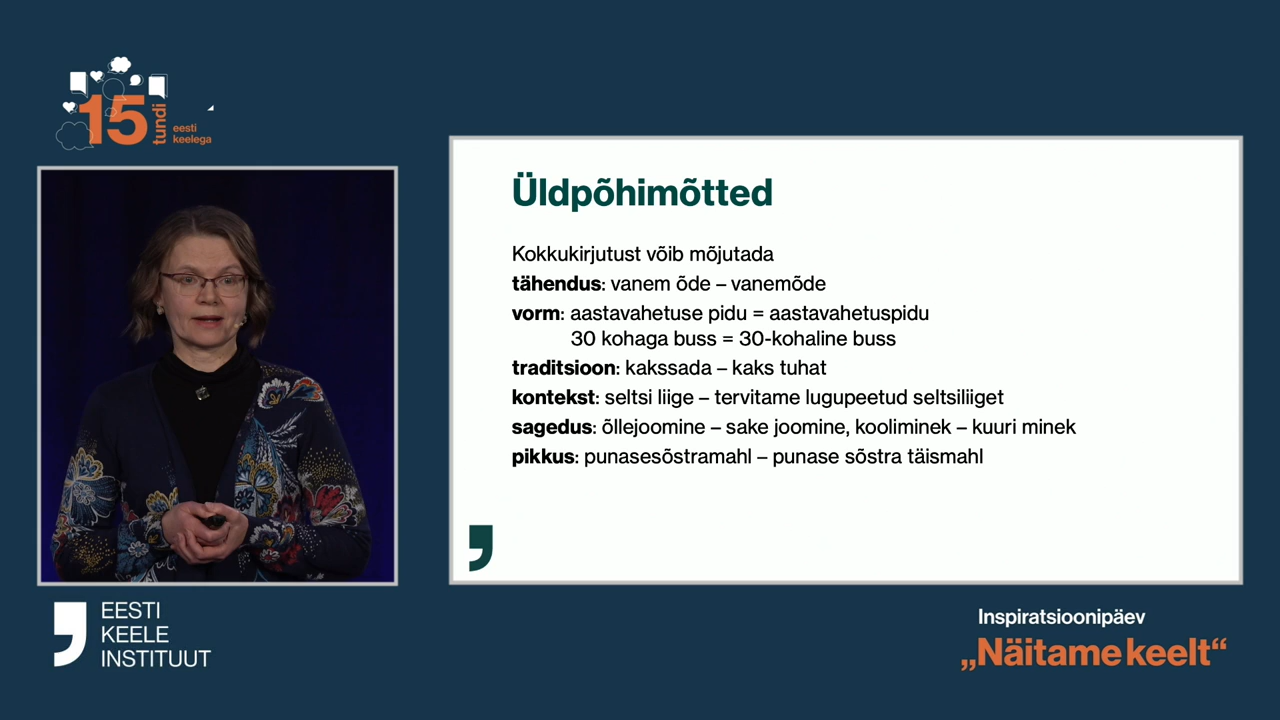 15 tundi
eesti
keelega
Üldpõhimõtted
Kokkukirjutust võib mõjutada
tähendus: vanem õde – vanemõde
vorm: aastavahetuse pidu = aastavahetuspidu
30 kohaga buss = 30-kohaline buss
traditsioon: kakssada – kaks tuhat
kontekst: seltsi liige – tervitame lugupeetud seltsiliiget
sagedus: õllejoomine – sake joomine, kooliminek – kuuri minek
pikkus: punasesõstramahl – punase sõstra täismahl
EESTI
KEELE
INSTITUUT
Inspiratsioonipäev
„Näitame keelt“